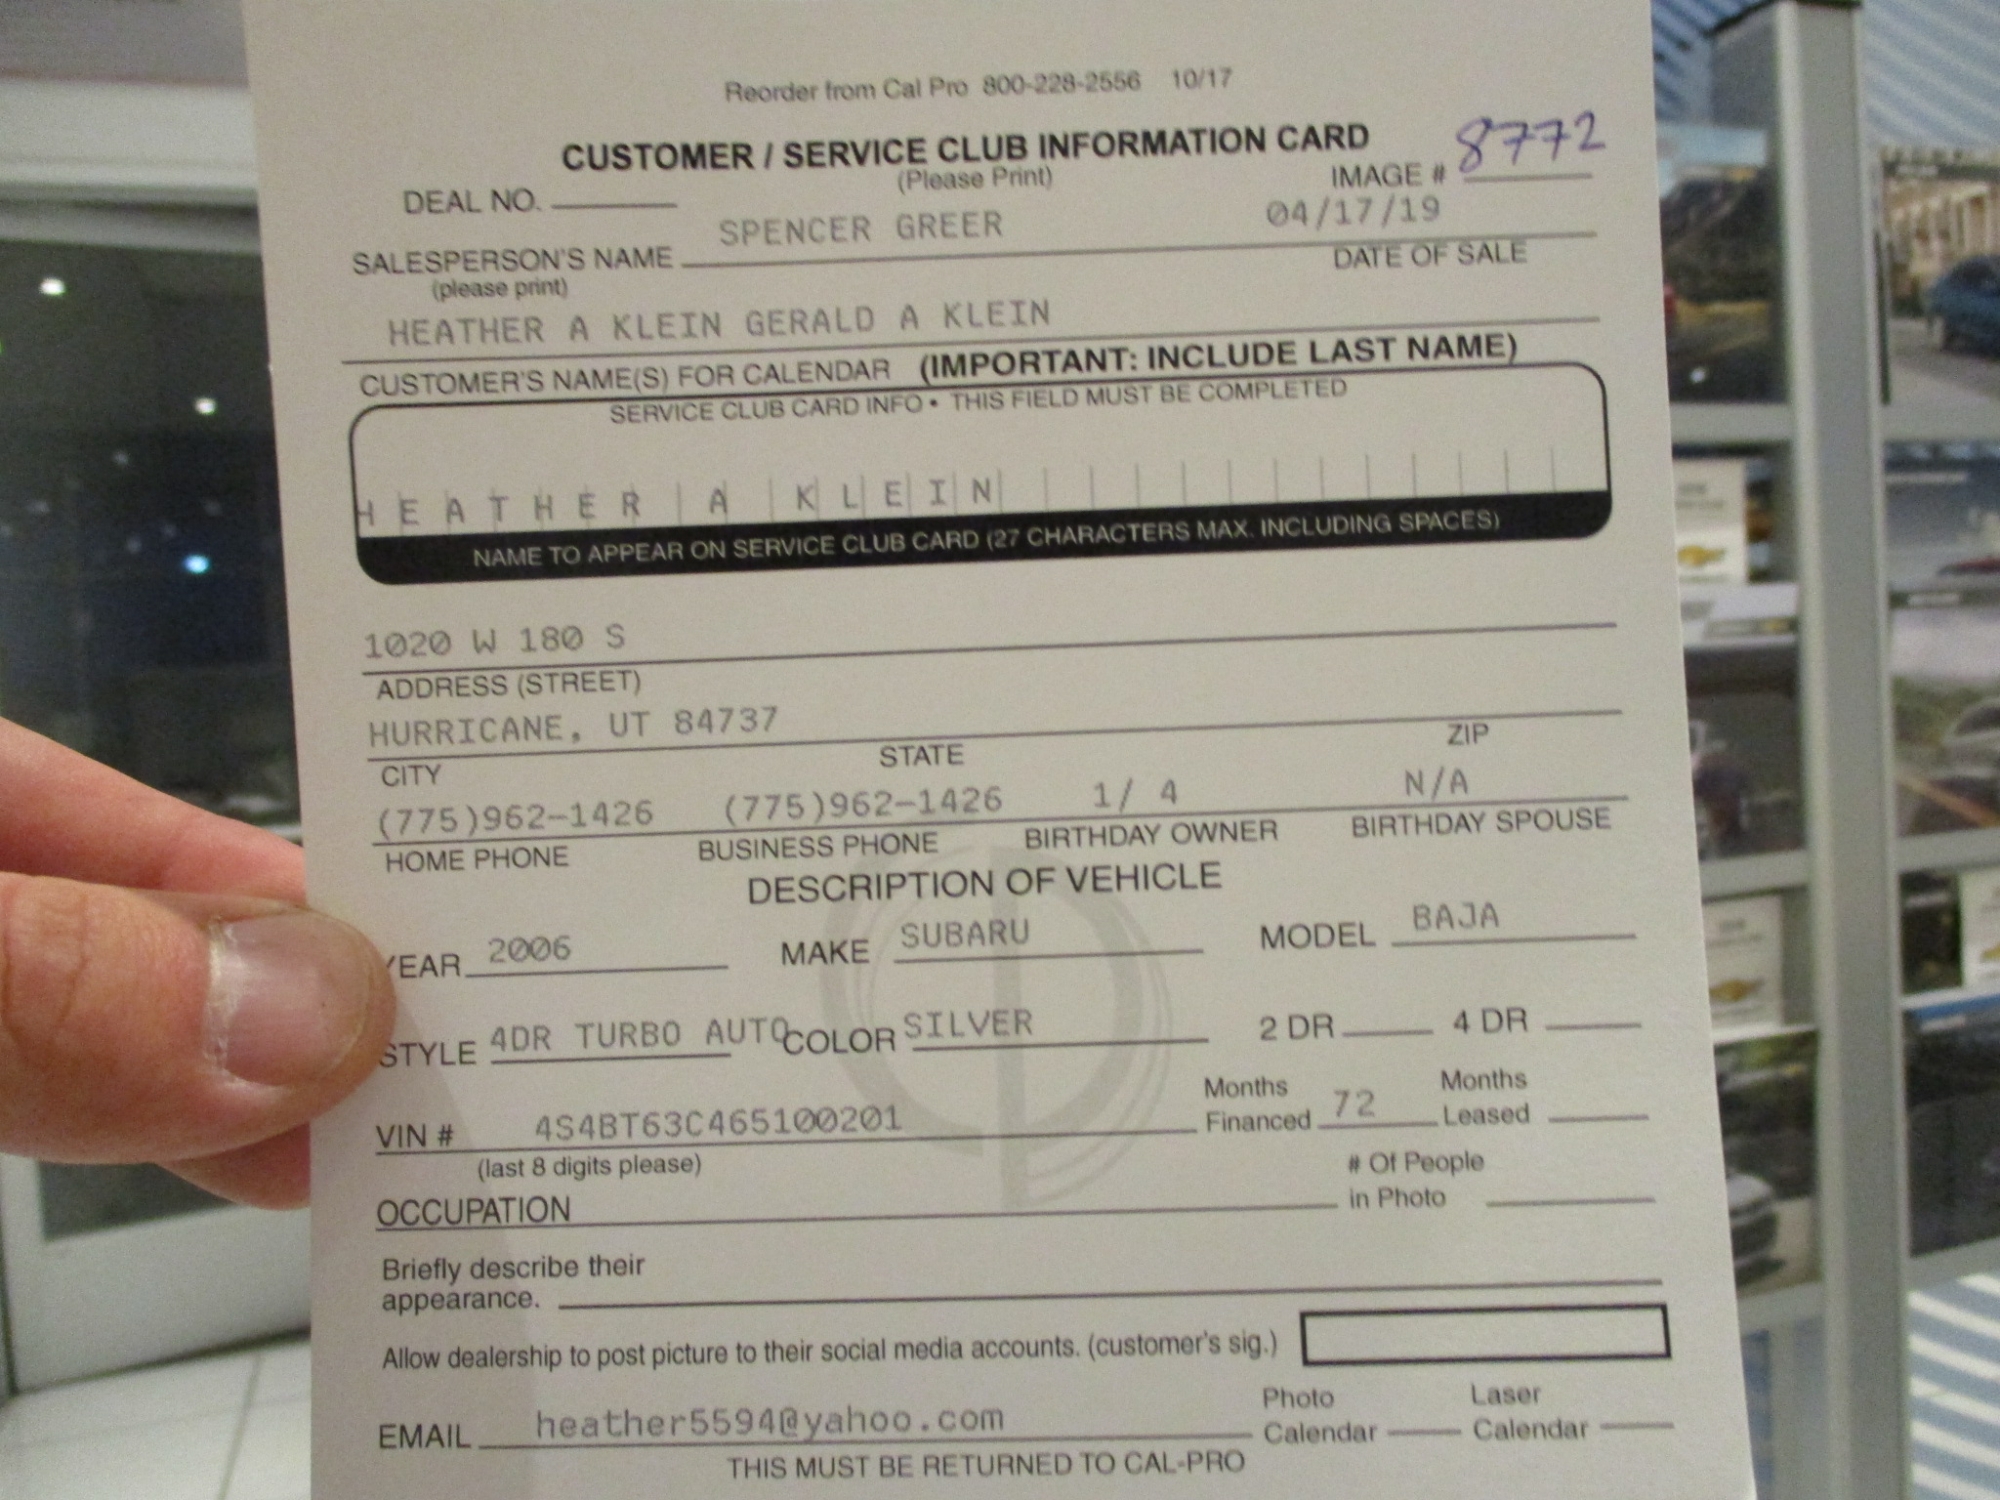 Reorder from Cal Pro 800-228-2556 10/17
CUSTOMER / SERVICE CLUB INFORMATION CARD
(Please Print)
IMAGE # 8772
DEAL NO.
SPENCER GREER 04/17/19
SALESPERSON'S NAME DATE OF SALE
(please print)
HEATHER A KLEIN GERALD A KLEIN
CUSTOMER'S NAME(S) FOR CALENDAR (IMPORTANT: INCLUDE LAST NAME)
SERVICE CLUB CARD INFO • THIS FIELD MUST BE COMPLETED
HEATHER A KLEIN
NAME TO APPEAR ON SERVICE CLUB CARD (27 CHARACTERS MAX. INCLUDING SPACES)
1020 W 180 S
ADDRESS (STREET)
HURRICANE, UT 84737
CITY STATE ZIP
(775)962-1426 (775)962-1426 1/ 4 N/A
HOME PHONE BUSINESS PHONE BIRTHDAY OWNER BIRTHDAY SPOUSE
DESCRIPTION OF VEHICLE
YEAR 2006 MAKE SUBARU MODEL BAJA
STYLE 4DR TURBO AUTO COLOR SILVER 2 DR 4 DR
VIN # 4S4BT63C465100201 Months Financed 72 Months Leased
(last 8 digits please)
OCCUPATION # Of People in Photo
Briefly describe their
appearance.
Allow dealership to post picture to their social media accounts. (customer's sig.)
EMAIL heather5594@yahoo.com Photo Calendar Laser Calendar
THIS MUST BE RETURNED TO CAL-PRO